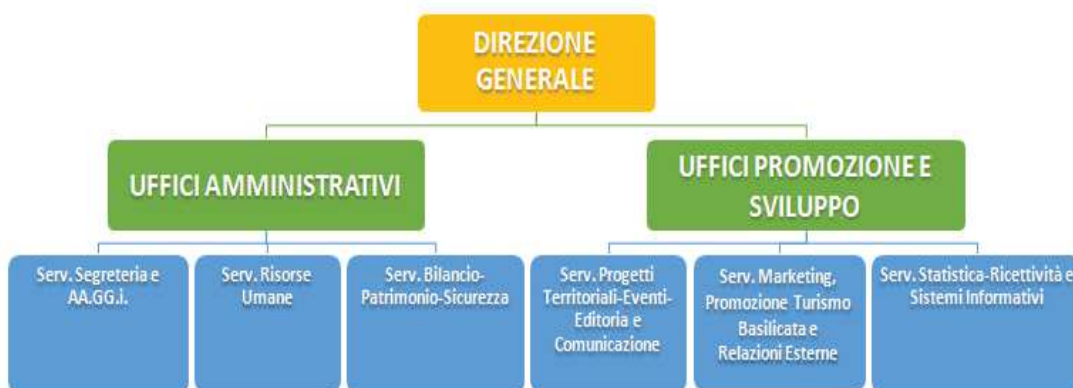 DIREZIONE
GENERALE
UFFICI AMMINISTRATIVI
UFFICI PROMOZIONE E
SVILUPPO
Serv. Segreteria e
AA.GG.i.
Serv. Risorse
Umane
Serv. Bilancio-
Patrimonio-Sicurezza
Serv. Progetti
Territoriali-Eventi-
Editoria e
Comunicazione
Serv. Marketing,
Promozione Turismo
Basilicata e
Relazioni Esterne
Serv. Statistica-Ricettività e
Sistemi Informativi